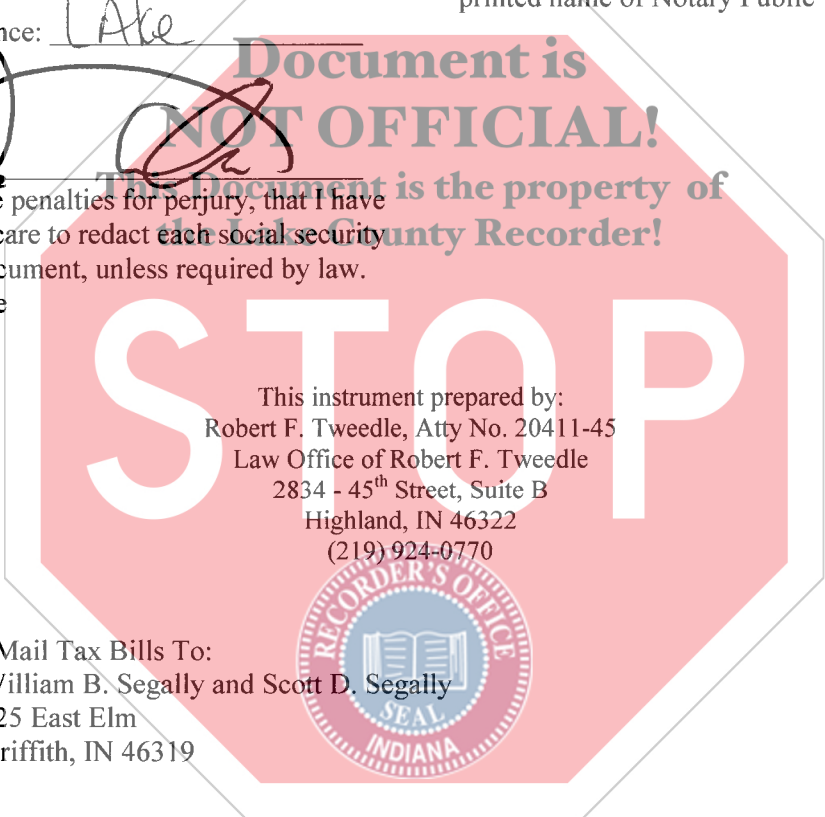 printed name of Notary Public
nce: LAke
Document is
NOT OFFICIAL!
This Document is the property of
the Lake County Recorder!
e penalties for perjury, that I have
care to redact each social security
cument, unless required by law.
e
STOP
This instrument prepared by:
Robert F. Tweedle, Atty No. 20411-45
Law Office of Robert F. Tweedle
2834 - 45th Street, Suite B
Highland, IN 46322
(219) 924-0770
RECORDER'S OFFICE
SEAL
INDIANA
Mail Tax Bills To:
William B. Segally and Scott D. Segally
25 East Elm
riffith, IN 46319